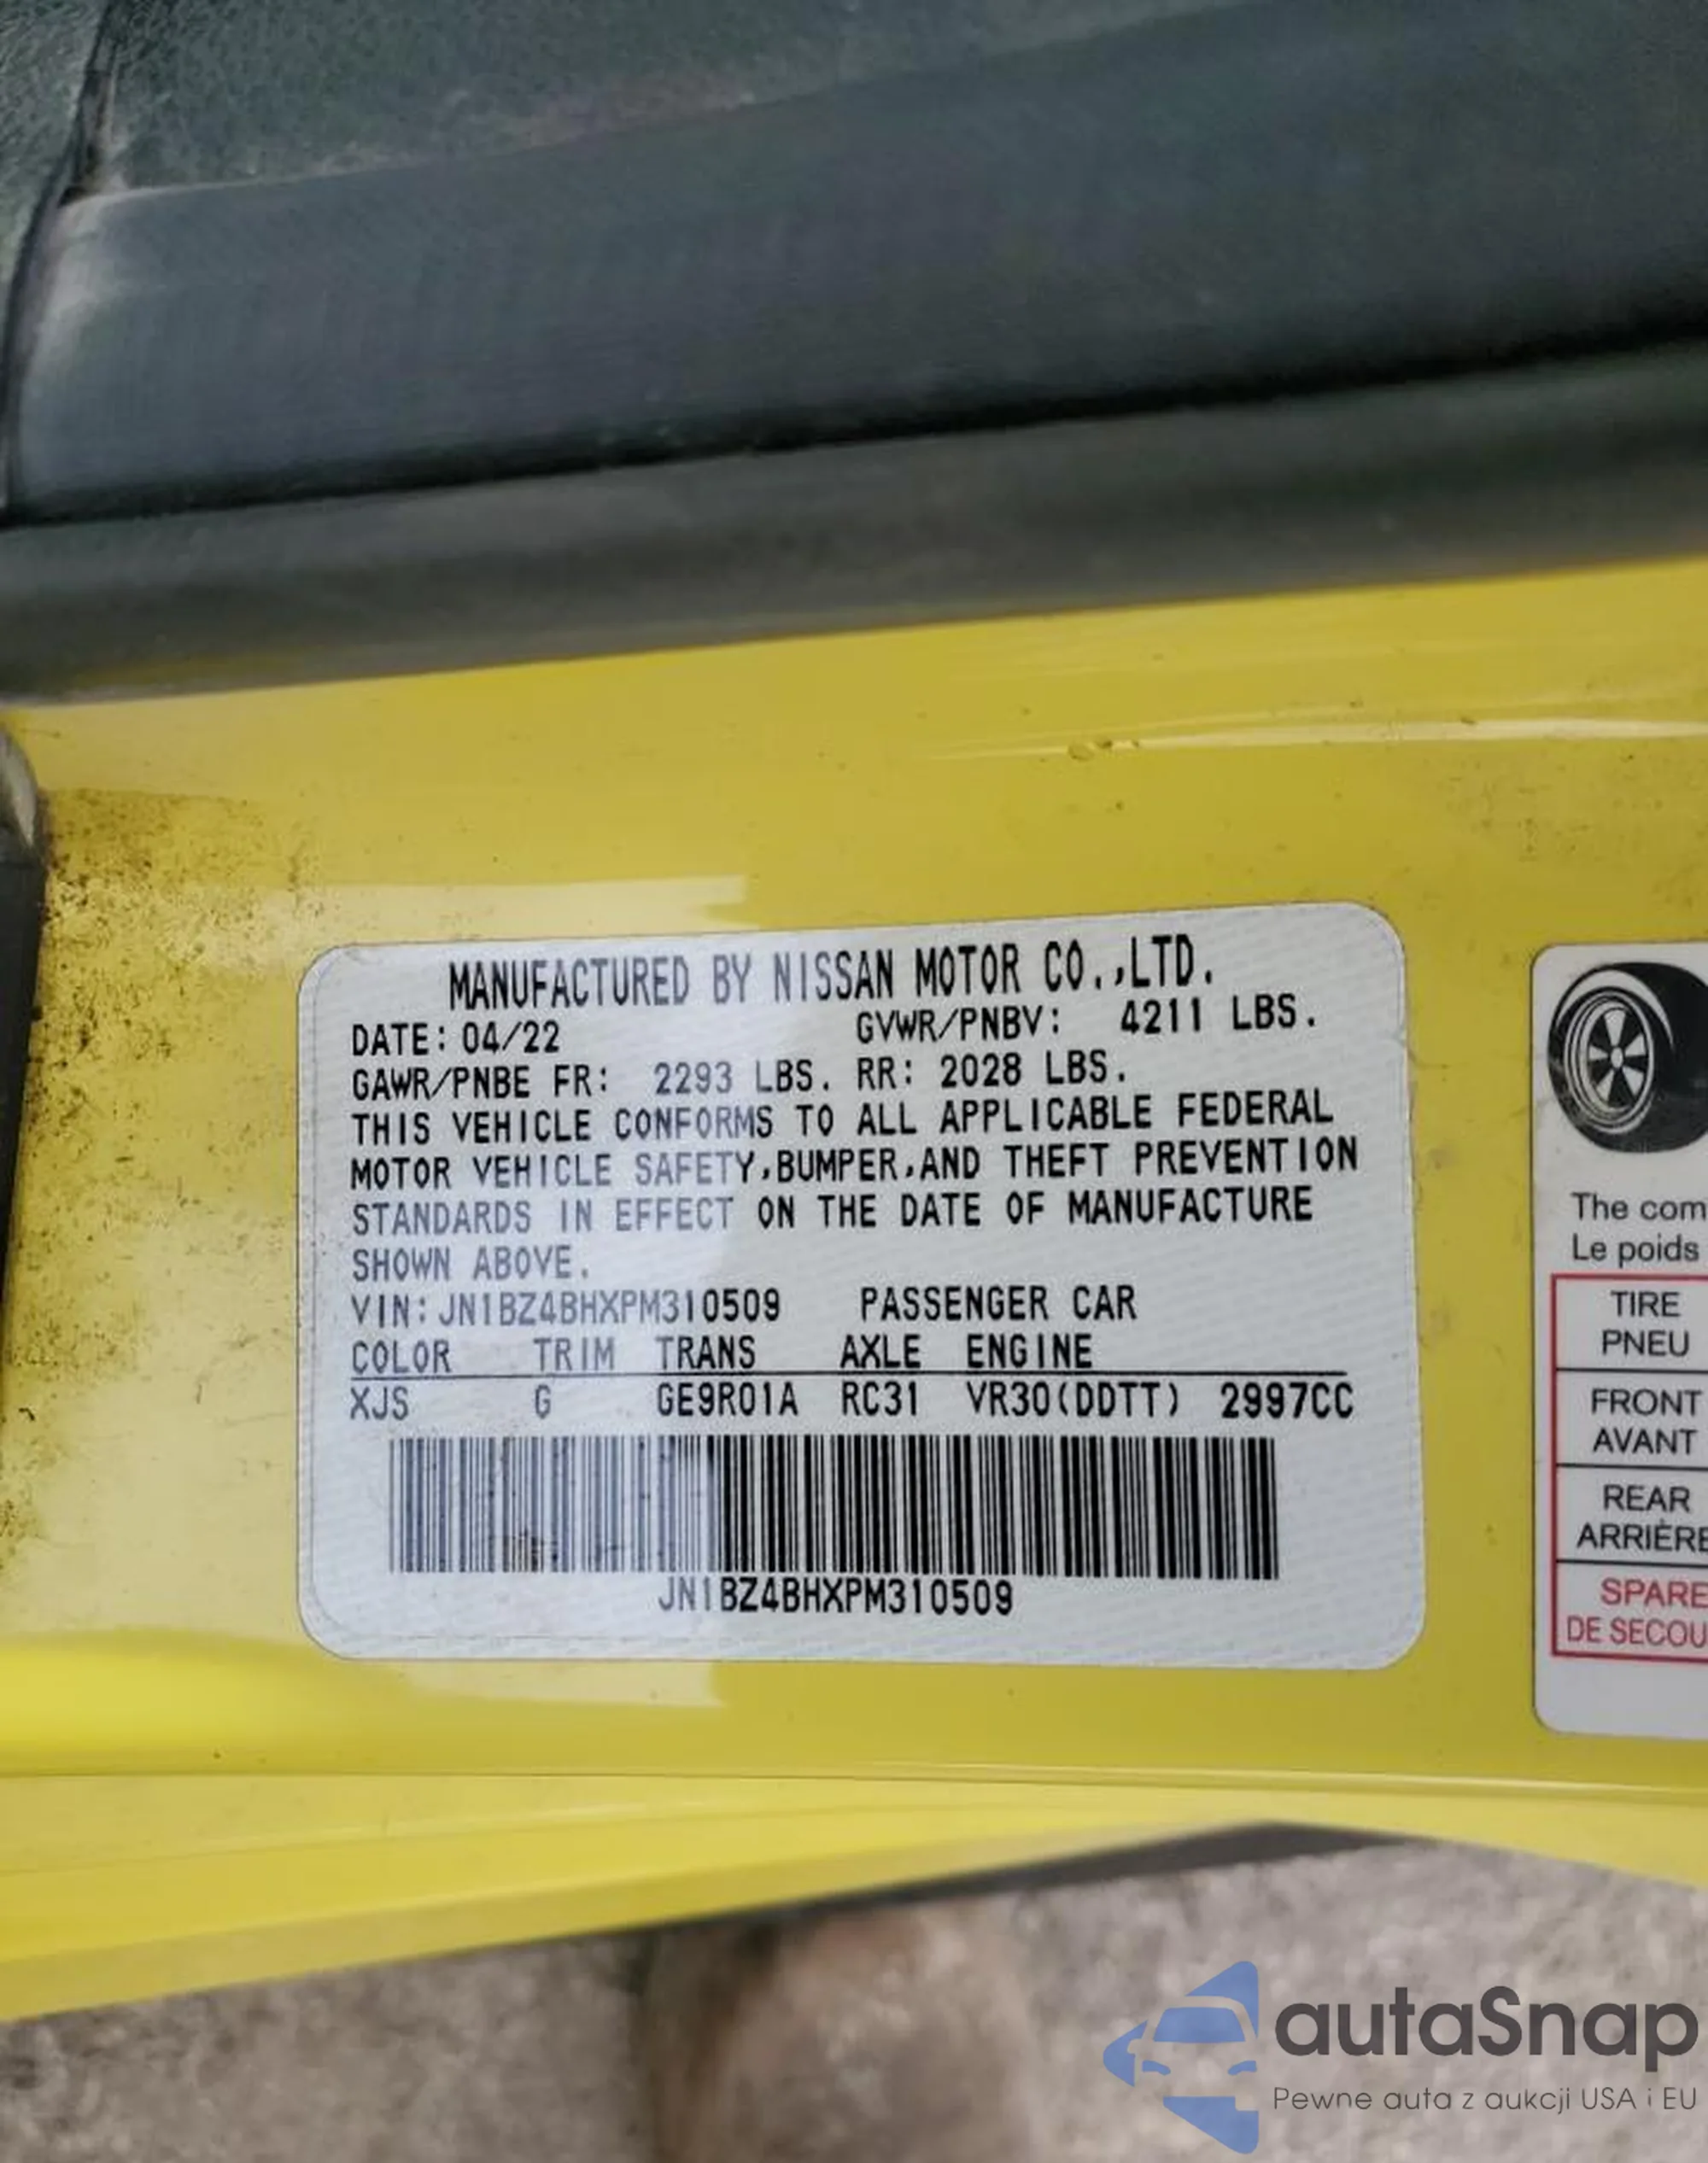 MANUFACTURED BY NISSAN MOTOR CO.,LTD.
DATE: 04/22 GVWR/PNBV: 4211 LBS.
GAWR/PNBE FR: 2293 LBS. RR: 2028 LBS.
THIS VEHICLE CONFORMS TO ALL APPLICABLE FEDERAL
MOTOR VEHICLE SAFETY,BUMPER,AND THEFT PREVENTION
STANDARDS IN EFFECT ON THE DATE OF MANUFACTURE
SHOWN ABOVE.
VIN: JN1BZ4BHXPM310509 PASSENGER CAR
COLOR TRIM TRANS AXLE ENGINE
XJS G GE9R01A RC31 VR30(DDTT) 2997CC
JN1BZ4BHXPM310509
The com
Le poids
TIRE
PNEU
FRONT
AVANT
REAR
ARRIÈRE
SPARE
DE SECOU
autaSnap
Pewne auta z aukcji USA i EU